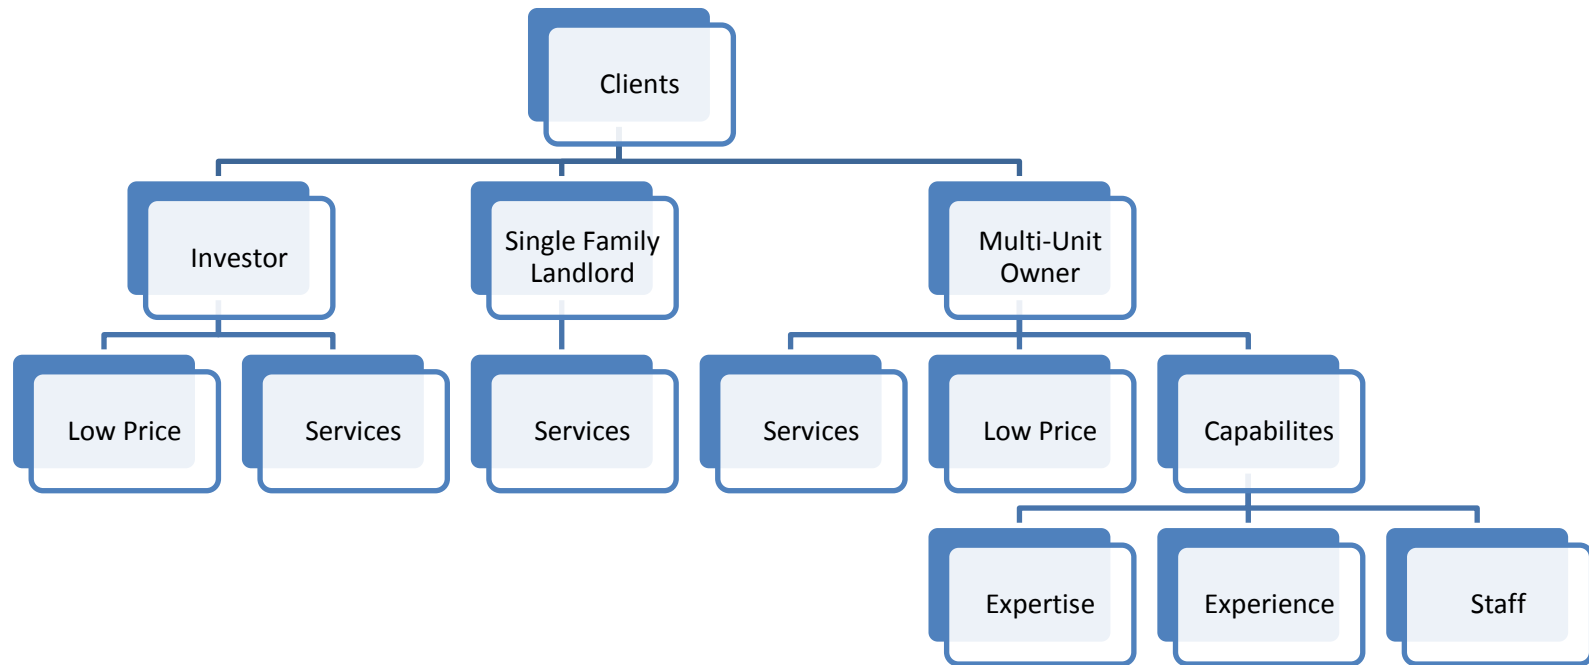 Clients
Investor
Single Family
Landlord
Multi-Unit
Owner
Low Price
Services
Services
Services
Low Price
Capabilites
Expertise
Experience
Staff